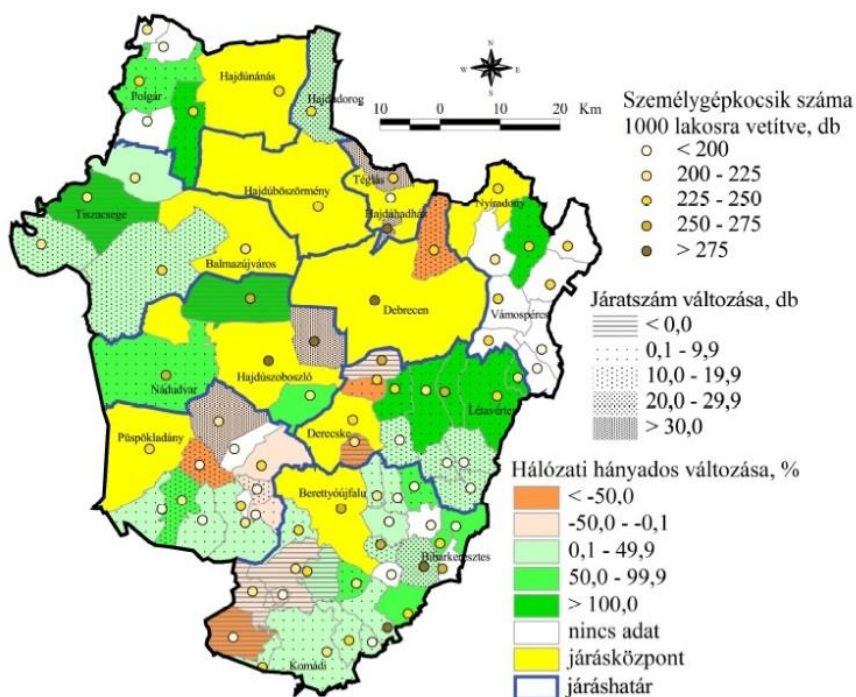 N
W E
S
Hajdúnánás
Polgár
Hajdúdorog
10 0 10 20 Km
Téglás
Hajdúböszörmény
Hajdúhadház
Nyíradony
Tiszacsege
Balmazújváros
Debrecen
Vámospércs
Hajdúszoboszló
Nádudvar
Létavértes
Püspökladány
Derecske
Berettyóújfalu
Biharkeresztes
Komádi
Személygépkocsik száma
1000 lakosra vetítve, db
< 200
200 - 225
225 - 250
250 - 275
> 275
Járatszám változása, db
< 0,0
0,1 - 9,9
10,0 - 19,9
20,0 - 29,9
> 30,0
Hálózati hányados változása, %
< -50,0
-50,0 - -0,1
0,1 - 49,9
50,0 - 99,9
> 100,0
nincs adat
járásközpont
járáshatár